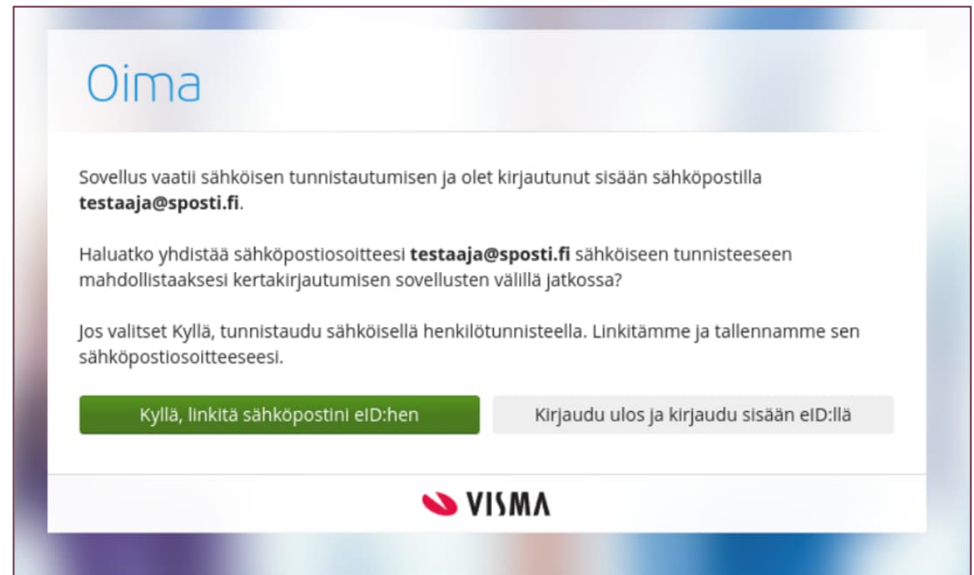 Oima
Sovellus vaatii sähköisen tunnistautumisen ja olet kirjautunut sisään sähköpostilla
testaaja@sposti.fi.
Haluatko yhdistää sähköpostiosoitteesi testaaja@sposti.fi sähköiseen tunnisteeseen
mahdollistaaksesi kertakirjautumisen sovellusten välillä jatkossa?
Jos valitset Kyllä, tunnistaudu sähköisellä henkilötunnisteella. Linkitämme ja tallennamme sen
sähköpostiosoitteeseesi.
Kyllä, linkitä sähköpostini eID:hen
Kirjaudu ulos ja kirjaudu sisään eID:llä
VISMA